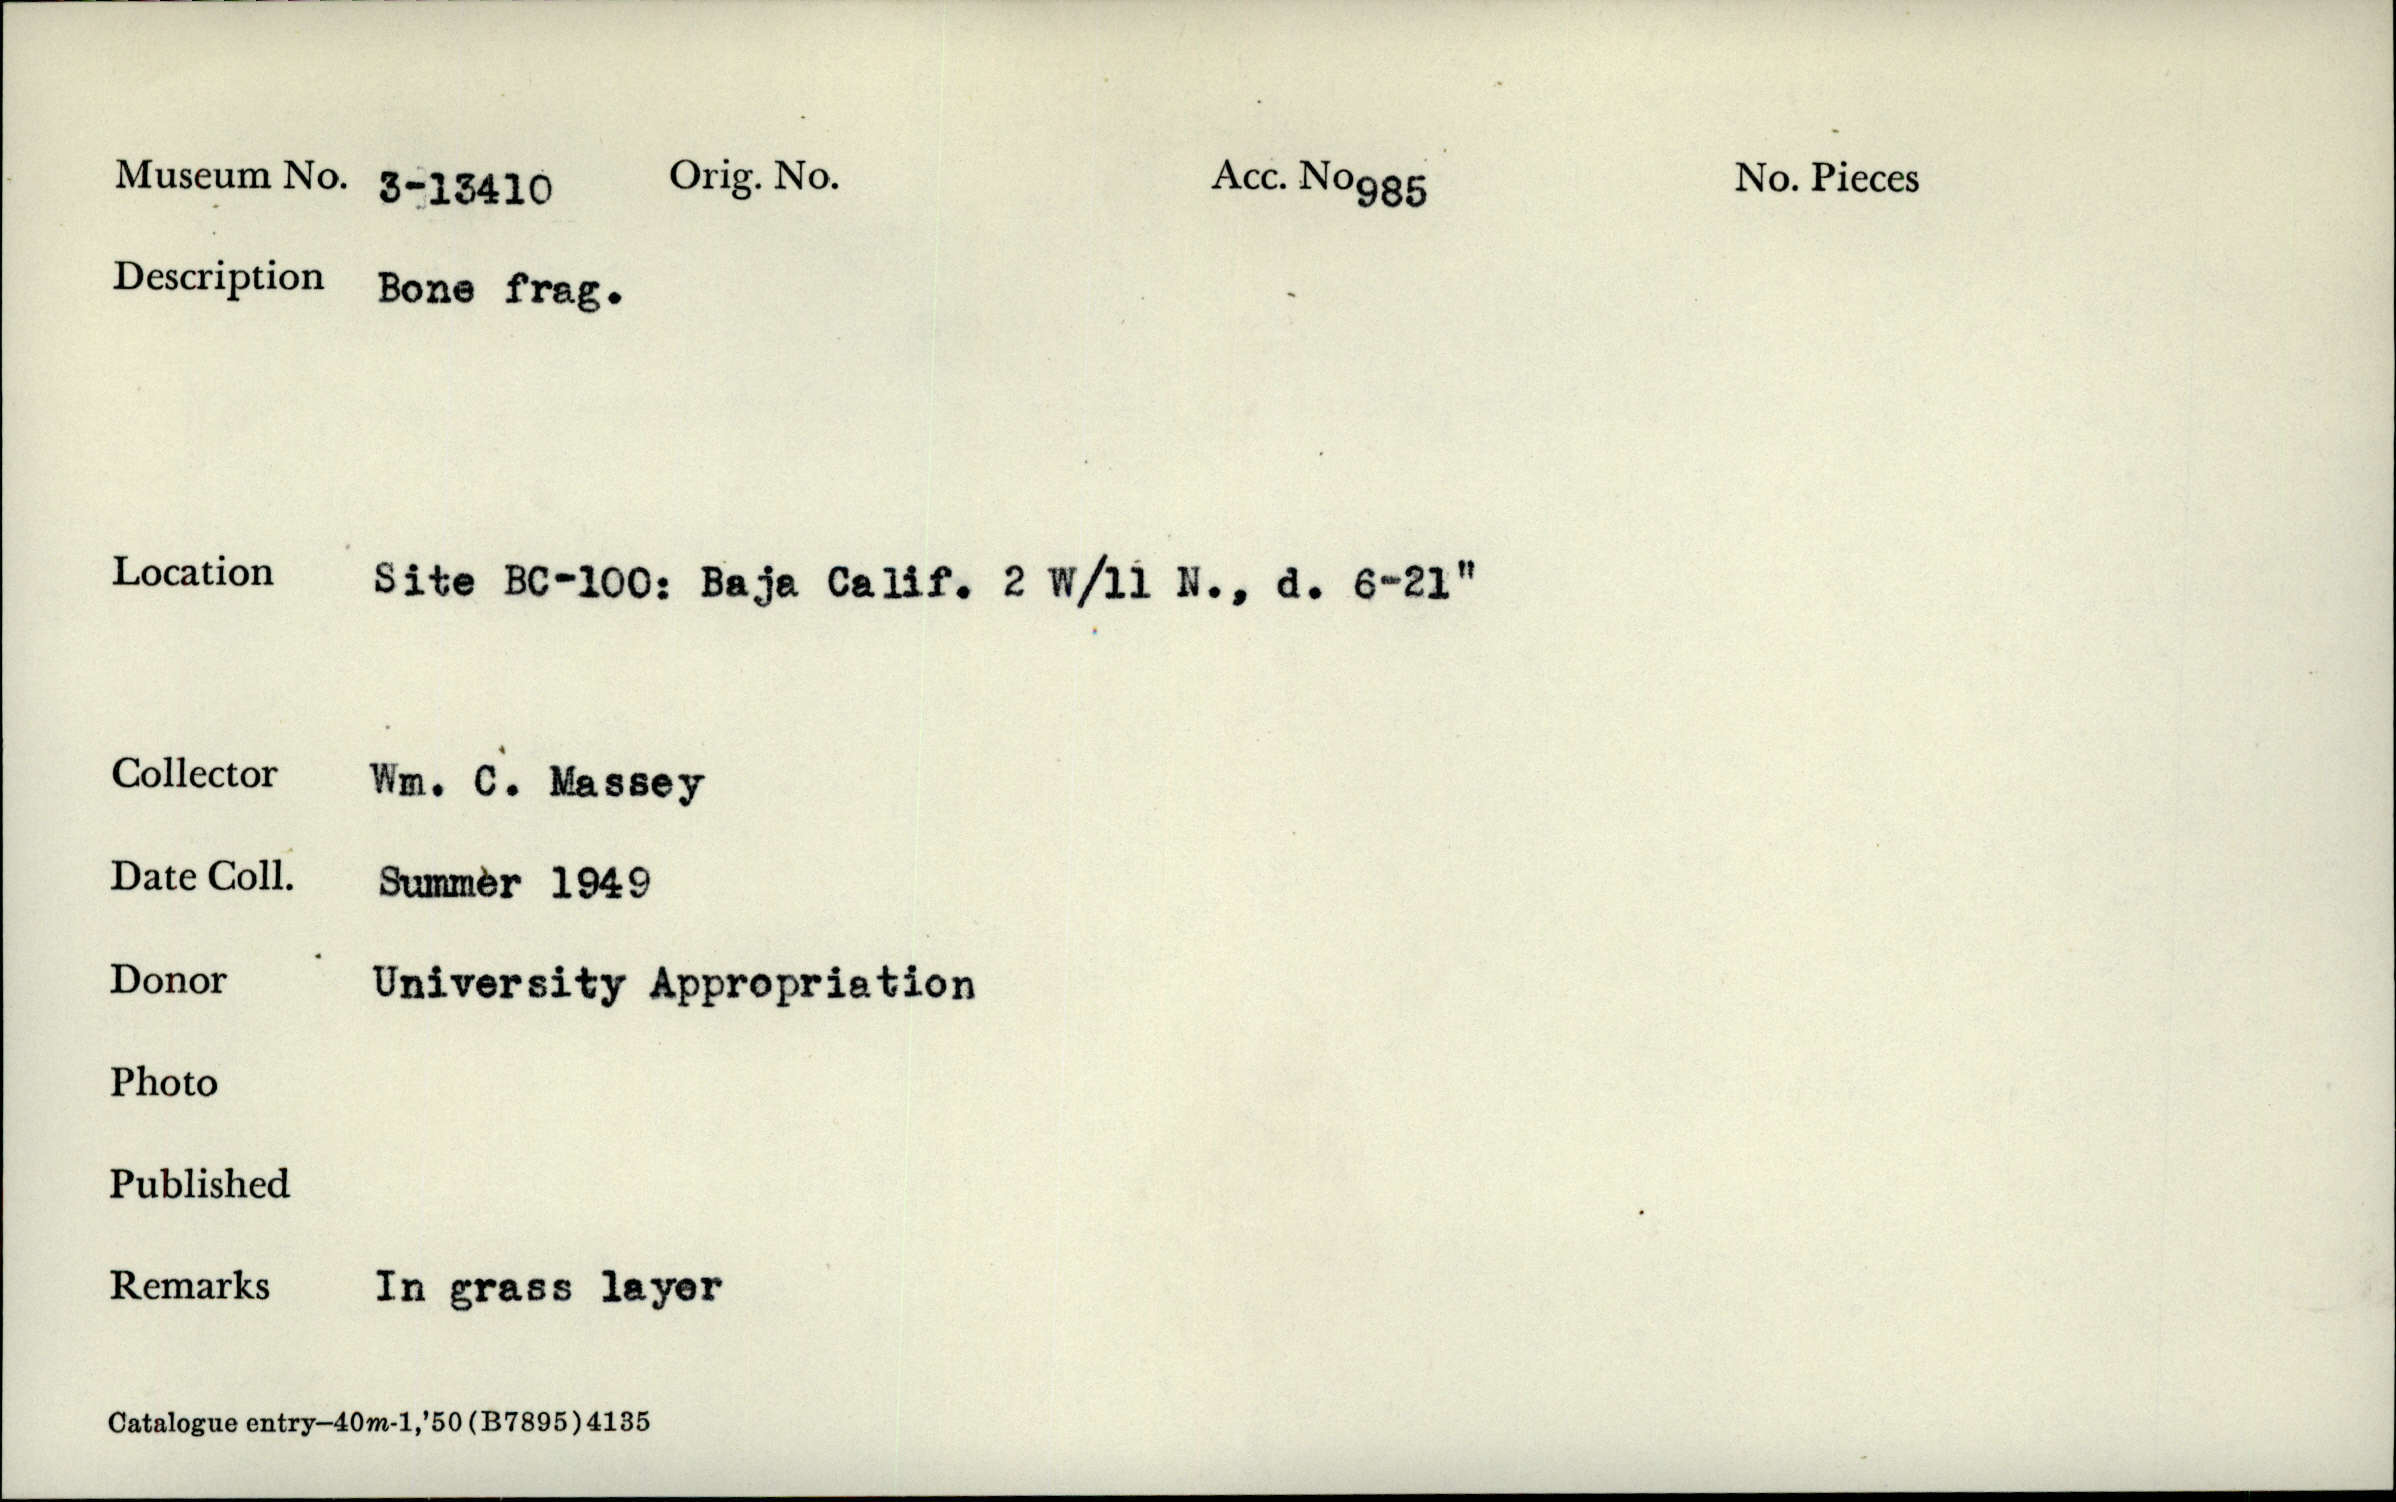 Museum No. 3-13410 Orig. No. Acc. No. 985 No. Pieces
Description Bone frag.
Location Site BC-100: Baja Calif. 2 W/11 N., d. 6-21"
Collector Wm. C. Massey
Date Coll. Summer 1949
Donor University Appropriation
Photo
Published
Remarks In grass layer
Catalogue entry—40m-1,'50(B7895)4135